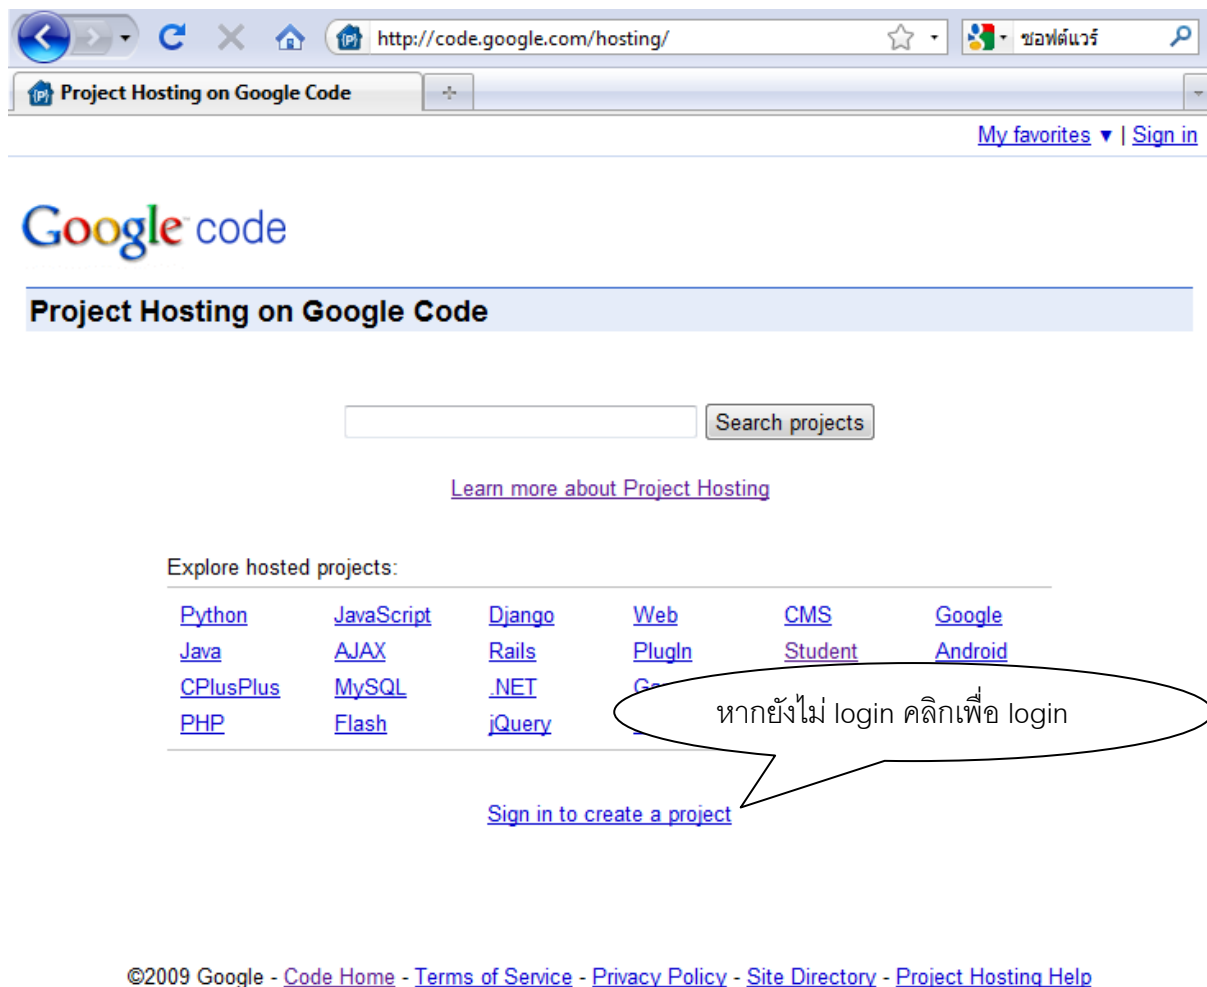 http://code.google.com/hosting/ ซอฟต์แวร์
Project Hosting on Google Code
My favorites ▼ | Sign in
Google code
Project Hosting on Google Code
Search projects
Learn more about Project Hosting
Explore hosted projects:
Python JavaScript Django Web CMS Google
Java AJAX Rails PlugIn Student Android
CPlusPlus MySQL .NET
PHP Flash jQuery
หากยังไม่ login คลิกเพื่อ login
Sign in to create a project
©2009 Google - Code Home - Terms of Service - Privacy Policy - Site Directory - Project Hosting Help